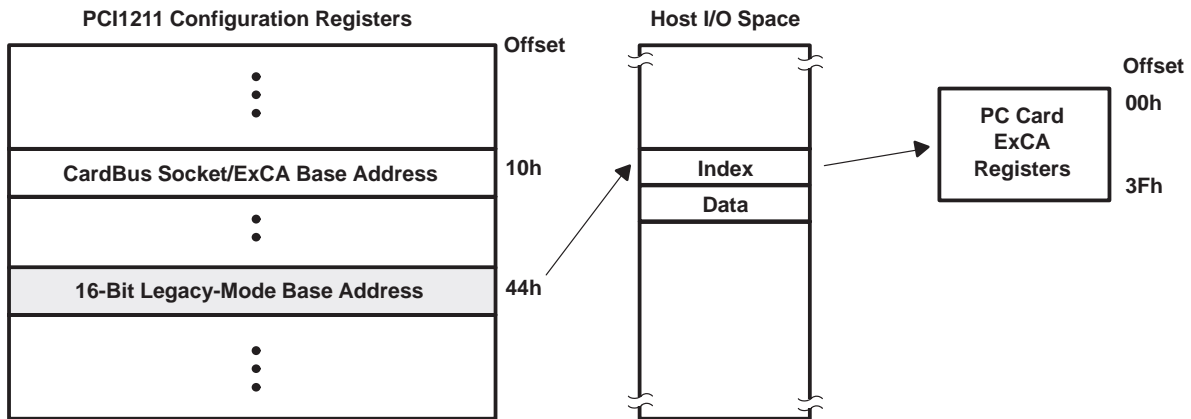 PCI1211 Configuration Registers
Offset
CardBus Socket/ExCA Base Address
10h
16-Bit Legacy-Mode Base Address
44h
Host I/O Space
Index
Data
Offset
PC Card
ExCA
Registers
00h
3Fh